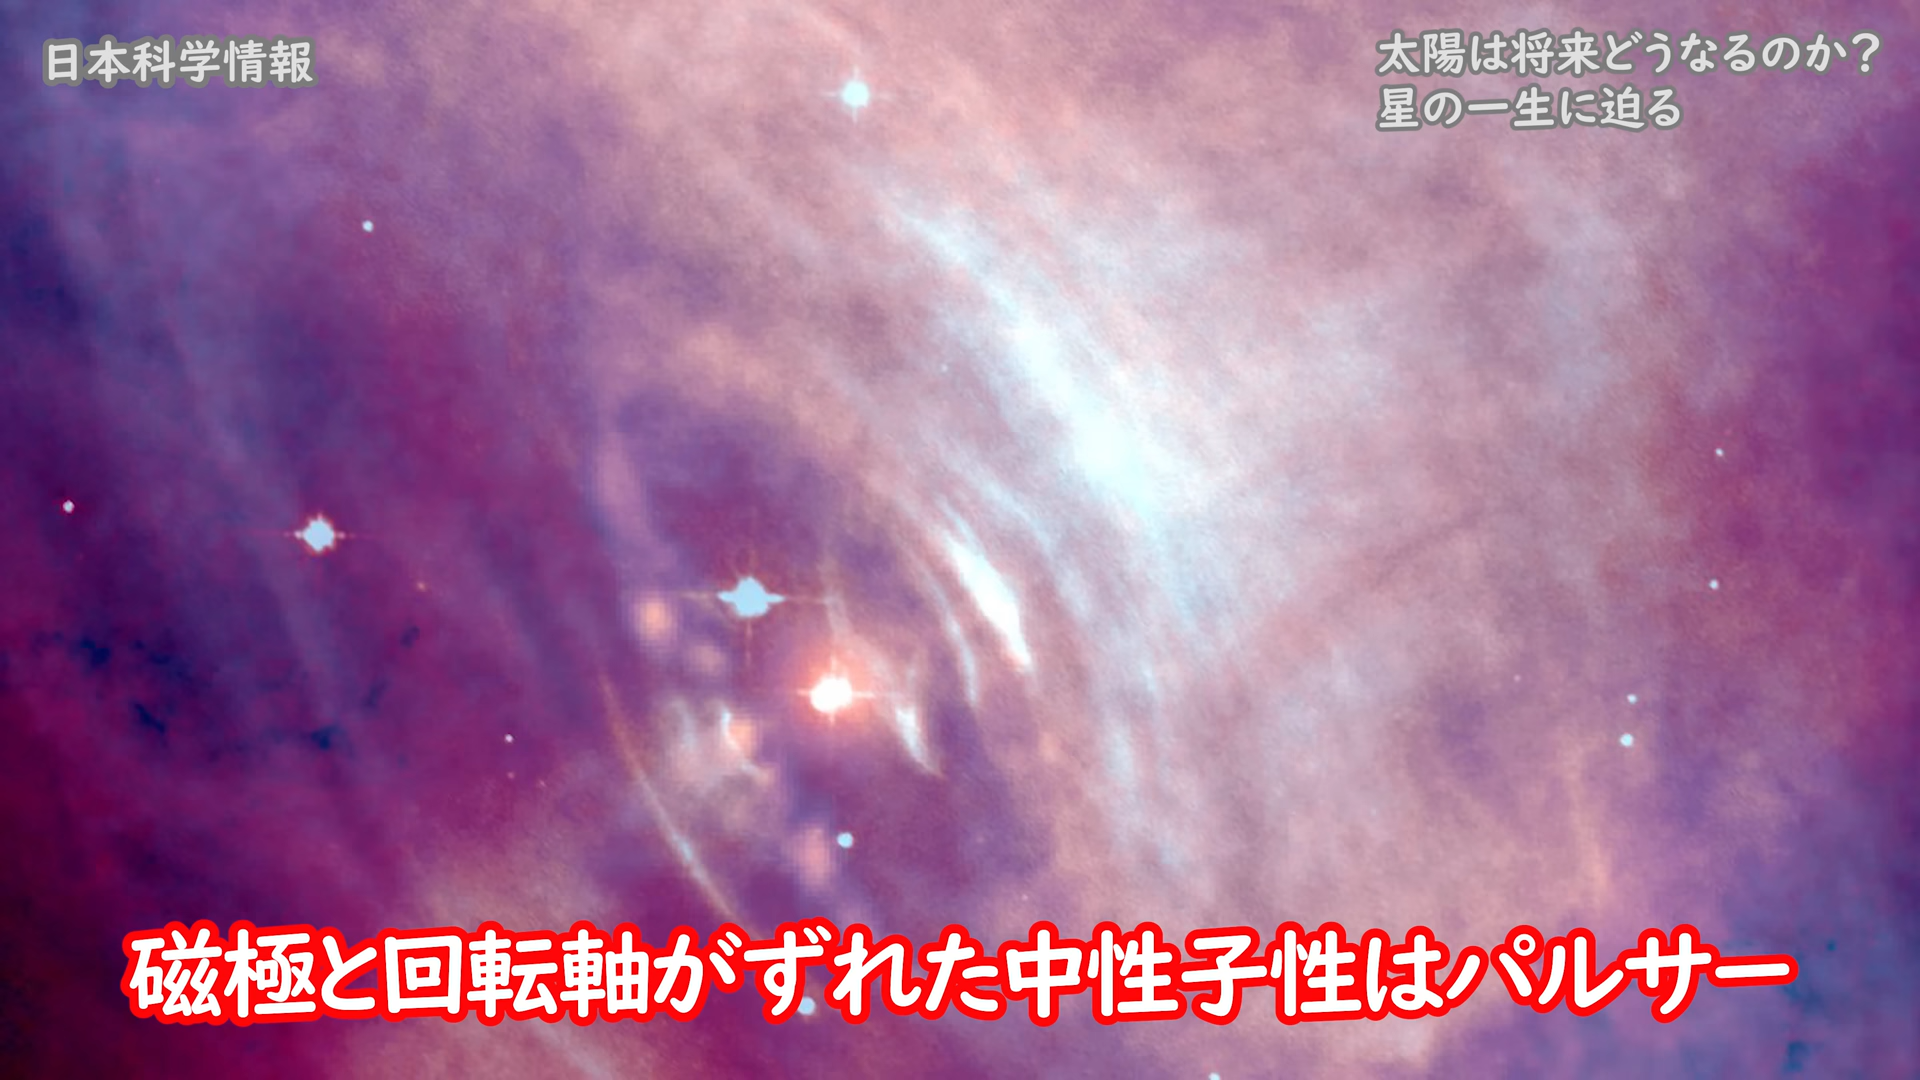 日本科学情報
太陽は将来どうなるのか？
星の一生に迫る
磁極と回転軸がずれた中性子性はパルサー